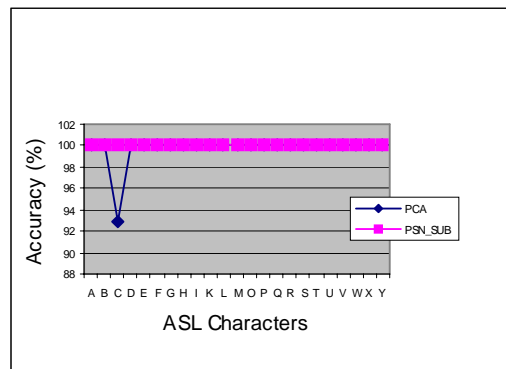 102
100
98
96
94
92
90
88
Accuracy (%)
A B C D E F G H I K L M O P Q R S T U V W X Y
ASL Characters
PCA
PSN_SUB